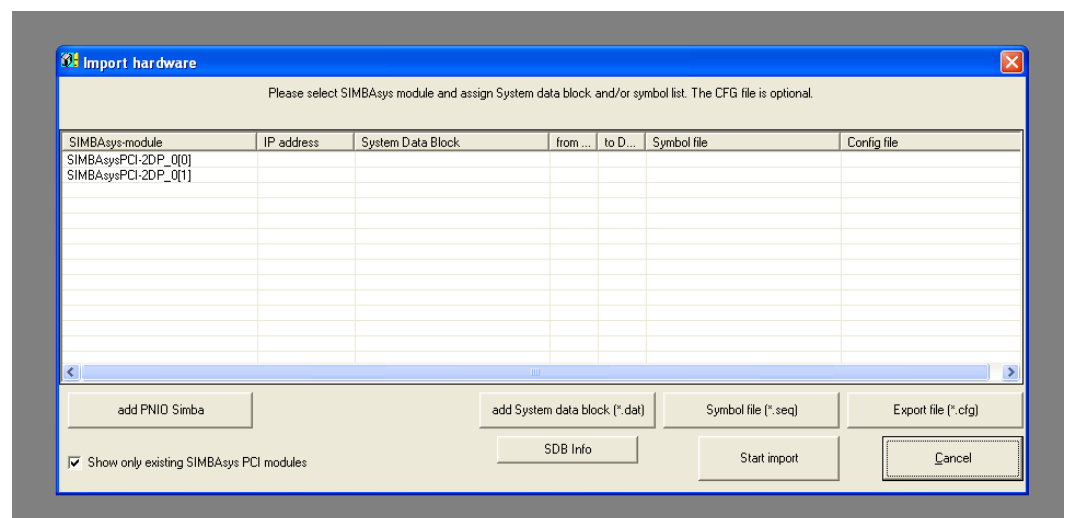 Import hardware
Please select SIMBAsys module and assign System data block and/or symbol list. The CFG file is optional.
SIMBAsys-module IP address System Data Block from ... to D... Symbol file Config file
SIMBAsysPCI-2DP_0[0]
SIMBAsysPCI-2DP_0[1]
add PNIO Simba add System data block (*.dat) Symbol file (*.seq) Export file (*.cfg)
SDB Info
Show only existing SIMBAsys PCI modules Start import Cancel